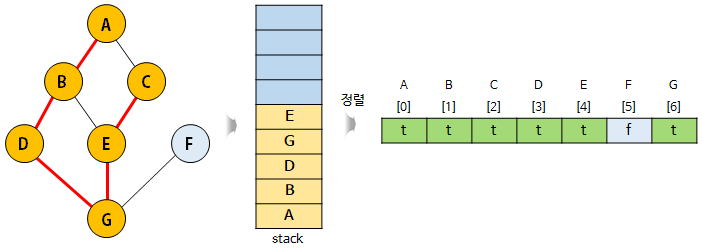 A
B
C
D
E
F
G
E
G
D
B
A
stack
정렬
A B C D E F G
[0] [1] [2] [3] [4] [5] [6]
t t t t t f t